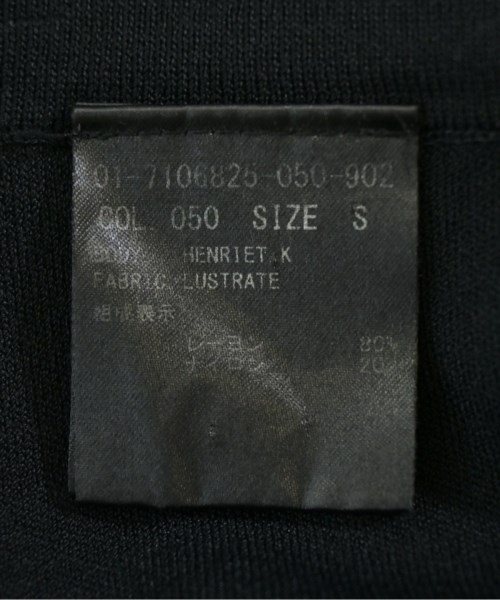 01-7106825-050-902
COL. 050 SIZE S
BODY HENRIET.K
FABRIC LUSTRATE
組成表示
レーヨン 80%
ナイロン 20